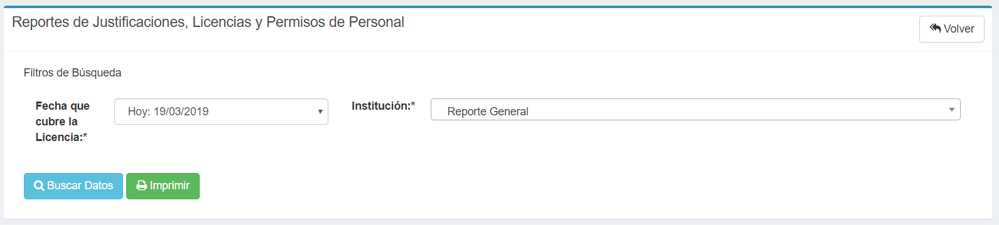 Reportes de Justificaciones, Licencias y Permisos de Personal
Volver
Filtros de Búsqueda
Fecha que cubre la Licencia:*
Hoy: 19/03/2019
Institución:*
Reporte General
Buscar Datos
Imprimir